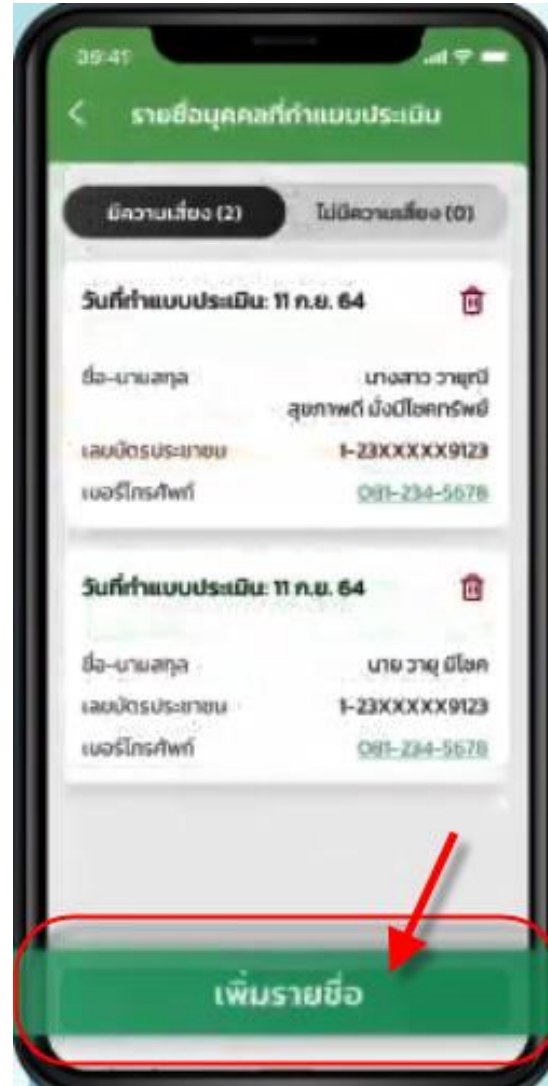 09:41
รายชื่อบุคคลที่ทำแบบประเมิน
มีความเสี่ยง (2) ไม่มีความเสี่ยง (0)
วันที่ทำแบบประเมิน: 11 ก.ย. 64
ชื่อ-นามสกุล นางสาว วายุณี
สุขภาพดี มั่งมีโชคทรัพย์
เลขบัตรประชาชน 1-23XXXXX9123
เบอร์โทรศัพท์ 081-234-5678
วันที่ทำแบบประเมิน: 11 ก.ย. 64
ชื่อ-นามสกุล นาย วายุ มีโชค
เลขบัตรประชาชน 1-23XXXXX9123
เบอร์โทรศัพท์ 081-234-5678
เพิ่มรายชื่อ